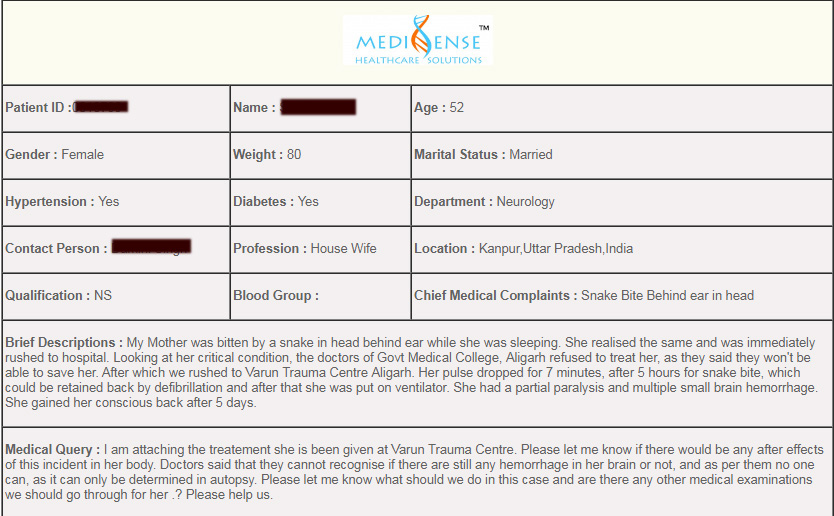 MEDISENSE™
HEALTHCARE SOLUTIONS
Patient ID :
Name :
Age : 52
Gender : Female
Weight : 80
Marital Status : Married
Hypertension : Yes
Diabetes : Yes
Department : Neurology
Contact Person :
Profession : House Wife
Location : Kanpur,Uttar Pradesh,India
Qualification : NS
Blood Group :
Chief Medical Complaints : Snake Bite Behind ear in head
Brief Descriptions : My Mother was bitten by a snake in head behind ear while she was sleeping. She realised the same and was immediately
rushed to hospital. Looking at her critical condition, the doctors of Govt Medical College, Aligarh refused to treat her, as they said they won't be
able to save her. After which we rushed to Varun Trauma Centre Aligarh. Her pulse dropped for 7 minutes, after 5 hours for snake bite, which
could be retained back by defibrillation and after that she was put on ventilator. She had a partial paralysis and multiple small brain hemorrhage.
She gained her conscious back after 5 days.
Medical Query : I am attaching the treatement she is been given at Varun Trauma Centre. Please let me know if there would be any after effects
of this incident in her body. Doctors said that they cannot recognise if there are still any hemorrhage in her brain or not, and as per them no one
can, as it can only be determined in autopsy. Please let me know what should we do in this case and are there any other medical examinations
we should go through for her .? Please help us.